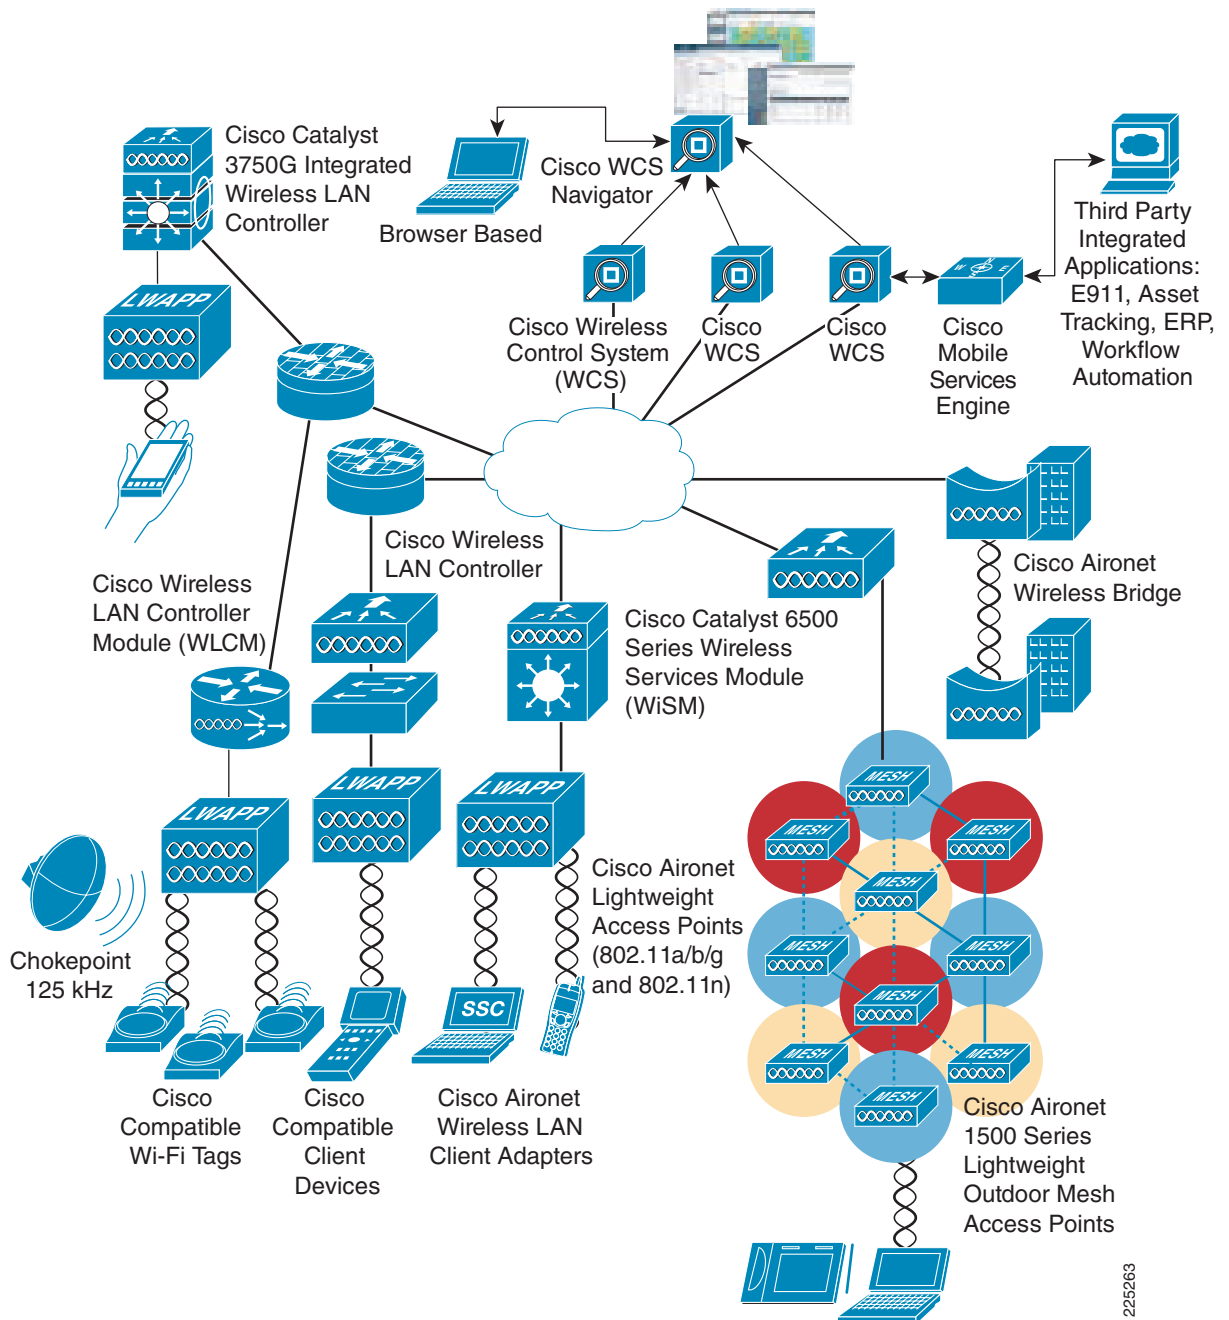 Cisco Catalyst
3750G Integrated
Wireless LAN
Controller
Browser Based
Cisco WCS
Navigator
Third Party
Integrated
Applications:
E911, Asset
Tracking, ERP,
Workflow
Automation
Cisco Wireless
Control System
(WCS)
Cisco
WCS
Cisco
WCS
W
E
Cisco
Mobile
Services
Engine
LWAPP
Cisco Wireless
LAN Controller
Cisco Wireless
LAN Controller
Module (WLCM)
Cisco Catalyst 6500
Series Wireless
Services Module
(WiSM)
Cisco Aironet
Wireless Bridge
LWAPP
LWAPP
LWAPP
Cisco Aironet
Lightweight
Access Points
(802.11a/b/g
and 802.11n)
MESH
MESH
MESH
MESH
MESH
MESH
MESH
MESH
MESH
MESH
Chokepoint
125 kHz
SSC
Cisco
Compatible
Wi-Fi Tags
Cisco
Compatible
Client
Devices
Cisco Aironet
Wireless LAN
Client Adapters
Cisco Aironet
1500 Series
Lightweight
Outdoor Mesh
Access Points
225263